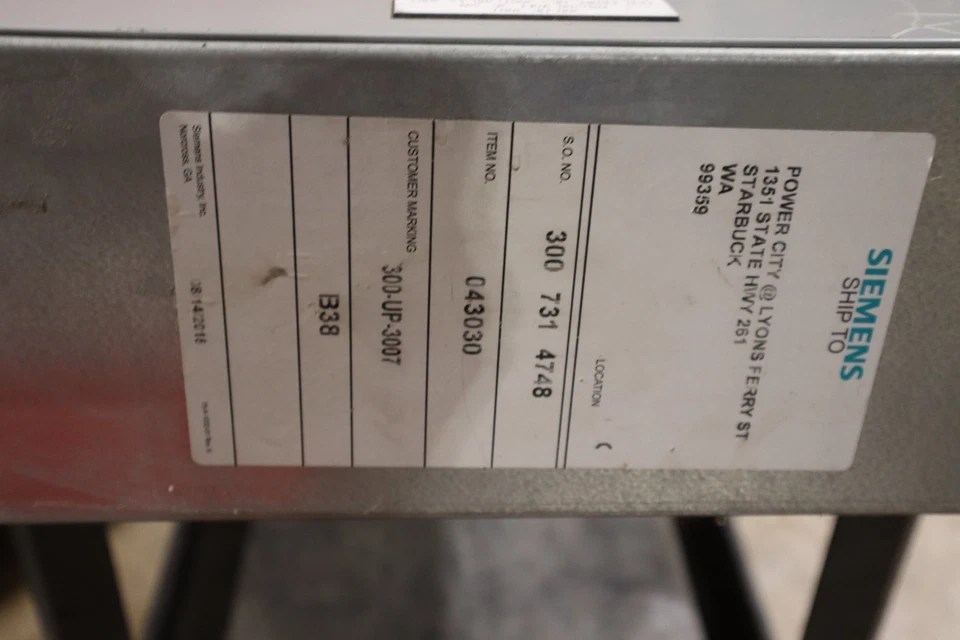 SIEMENS
SHIP TO
POWER CITY @ LYONS FERRY ST
1351 STATE HWY 261
STARBUCK
WA
99359
LOCATION
S.O. NO. 300 731 4748
ITEM NO. 043030
CUSTOMER MARKING 300-UP-3007
B38
Siemens Industry, Inc.
Norcross, GA
08/14/2018